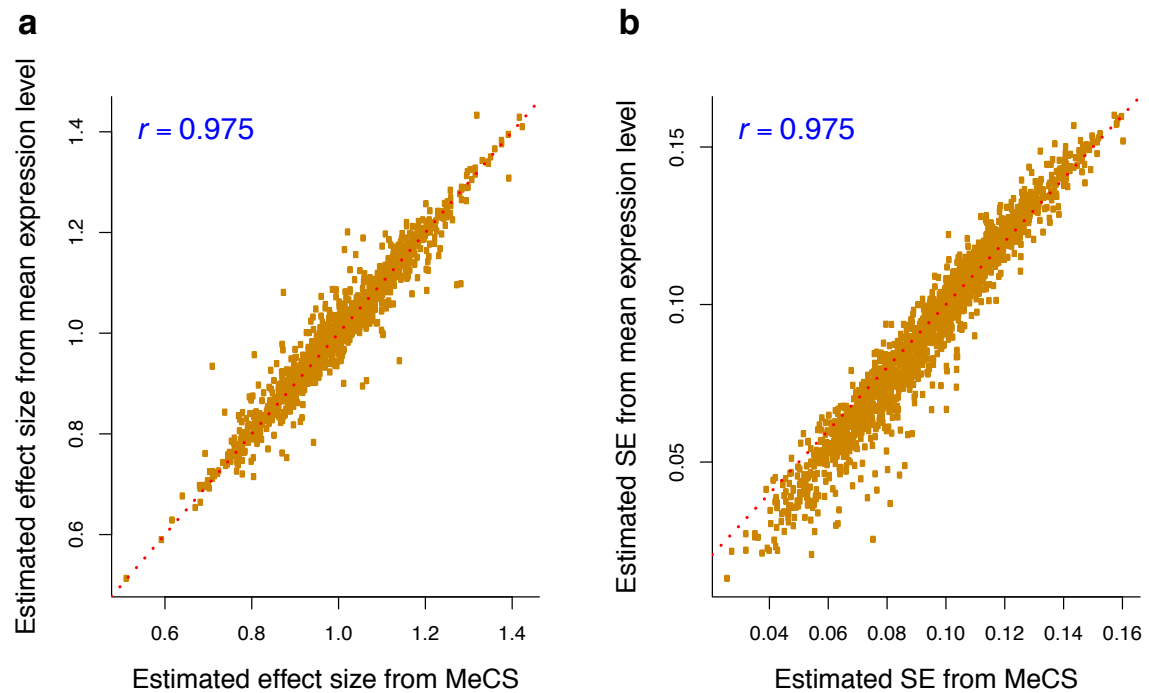 a
Estimated effect size from mean expression level
r = 0.975
1.4
1.2
1.0
0.8
0.6
0.6 0.8 1.0 1.2 1.4
Estimated effect size from MeCS
b
Estimated SE from mean expression level
r = 0.975
0.15
0.10
0.05
0.04 0.06 0.08 0.10 0.12 0.14 0.16
Estimated SE from MeCS